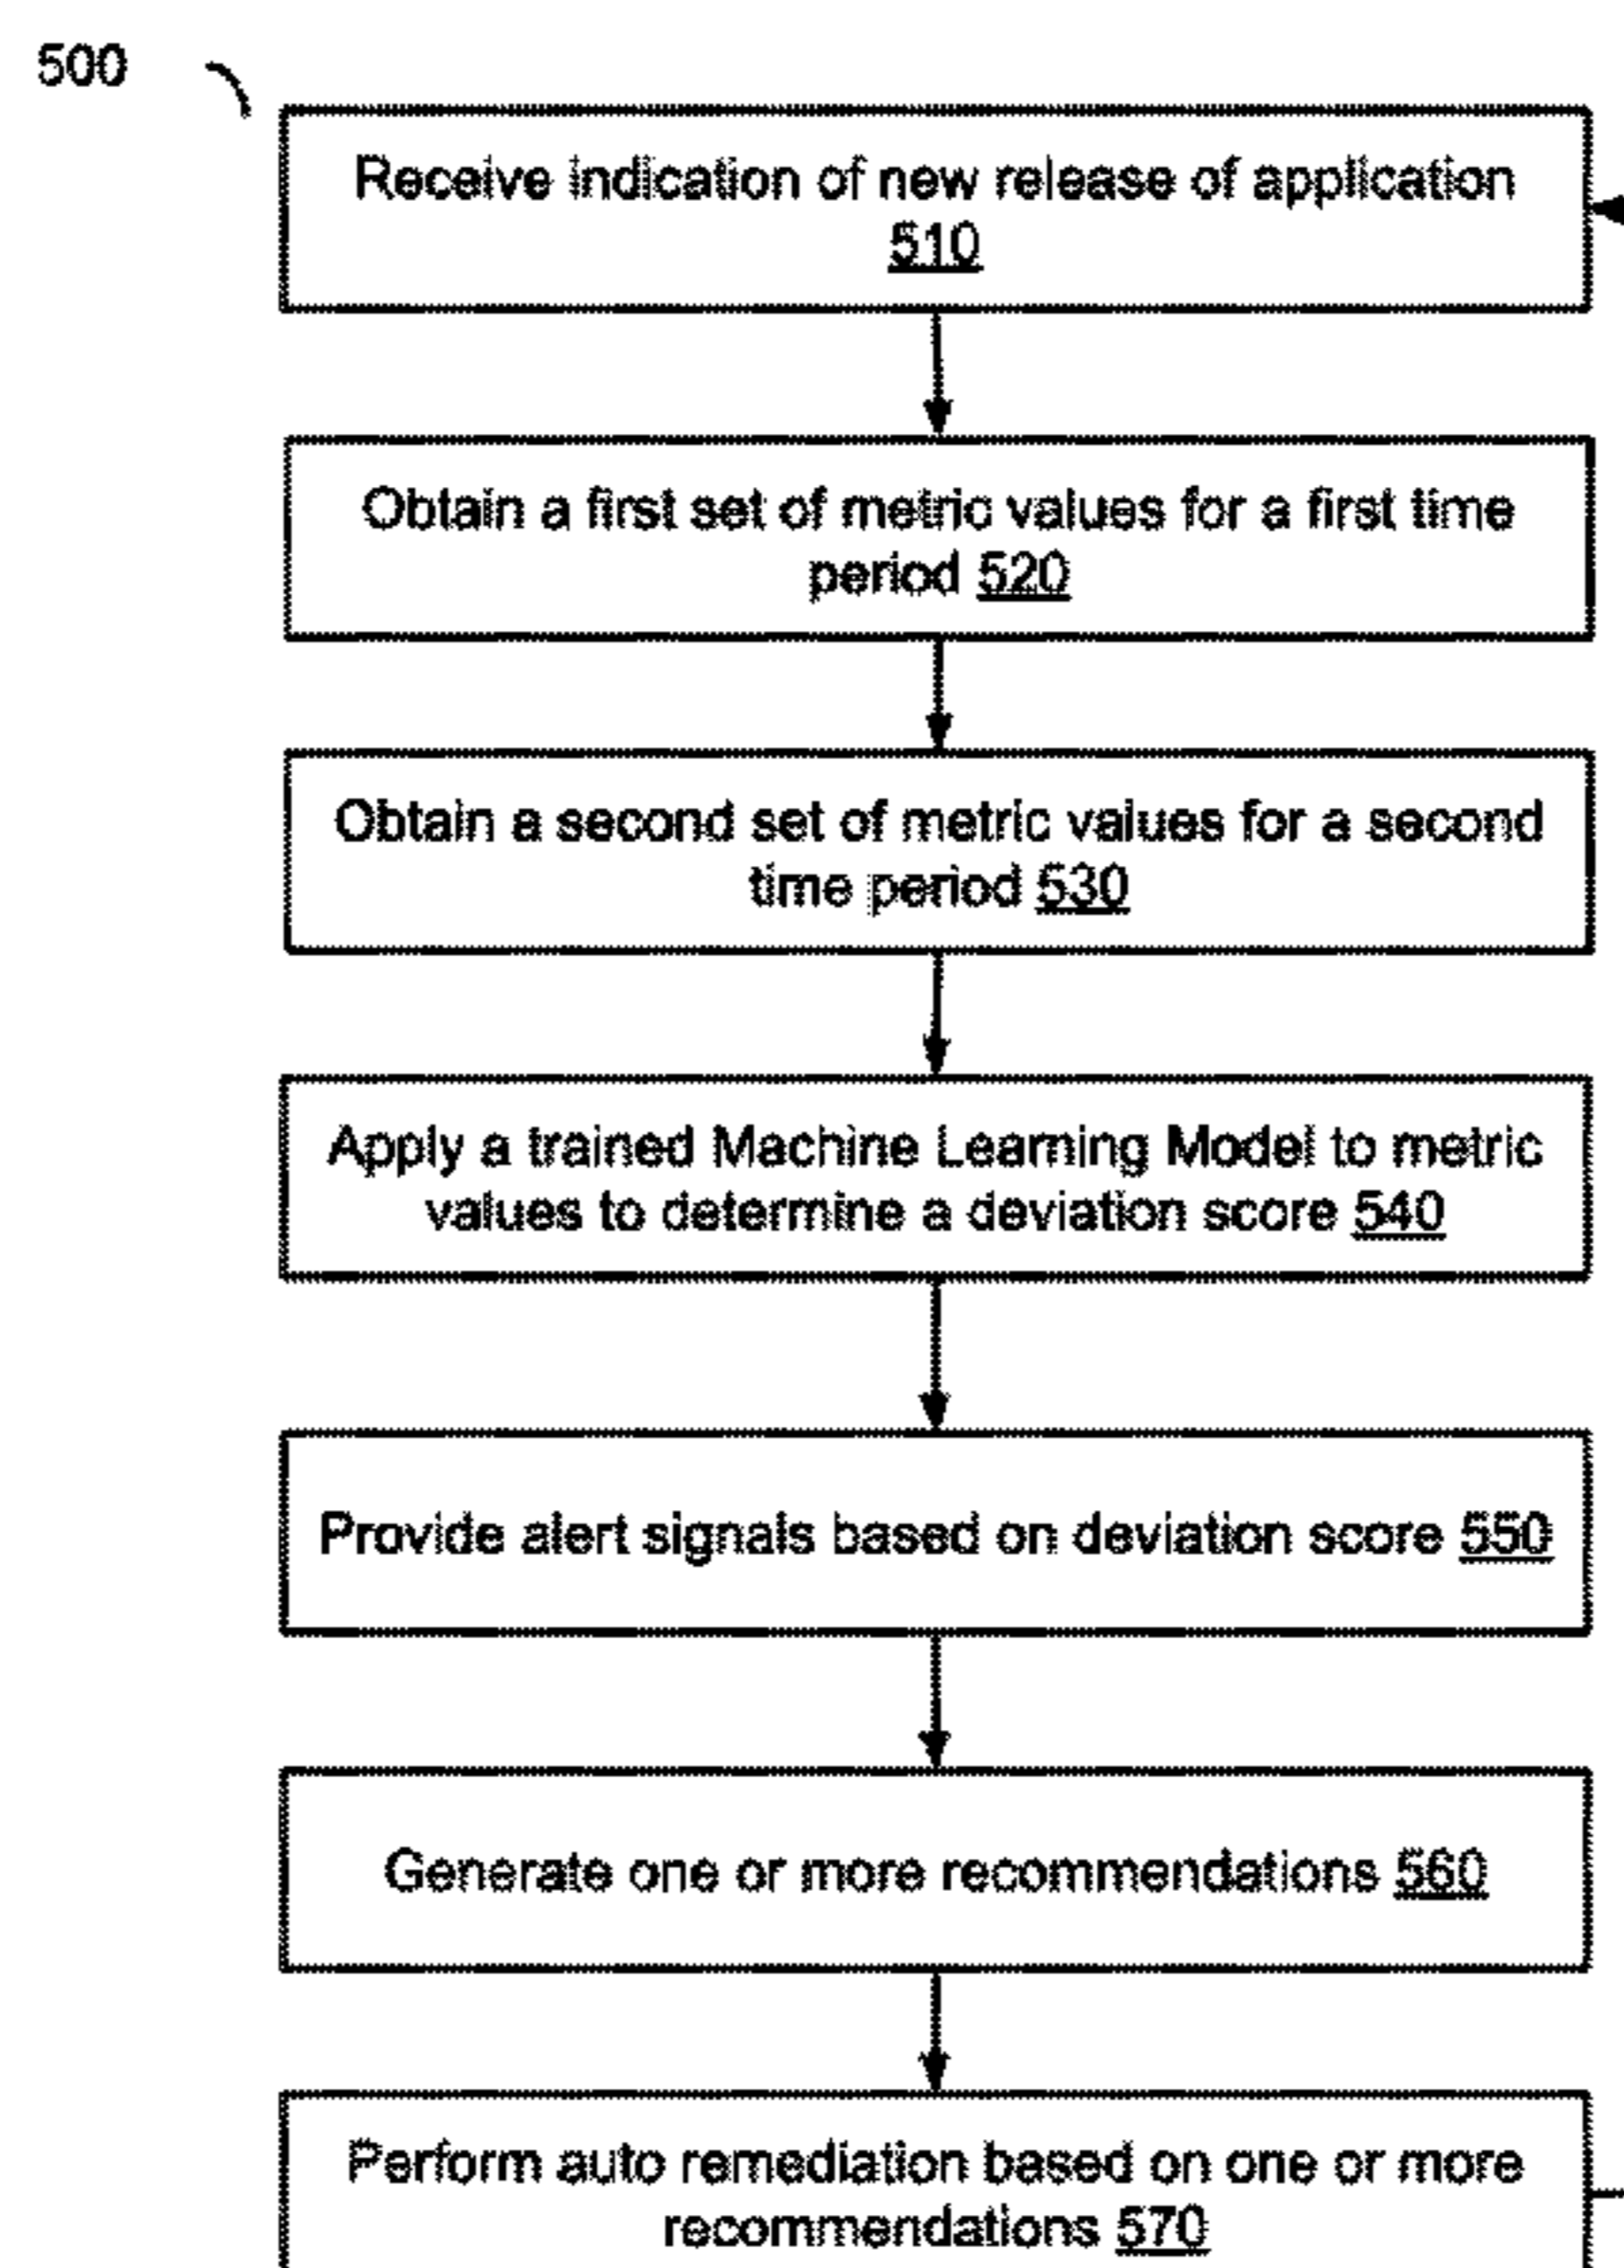 500
Receive indication of new release of application
510
Obtain a first set of metric values for a first time
period 520
Obtain a second set of metric values for a second
time period 530
Apply a trained Machine Learning Model to metric
values to determine a deviation score 540
Provide alert signals based on deviation score 550
Generate one or more recommendations 560
Perform auto remediation based on one or more
recommendations 570